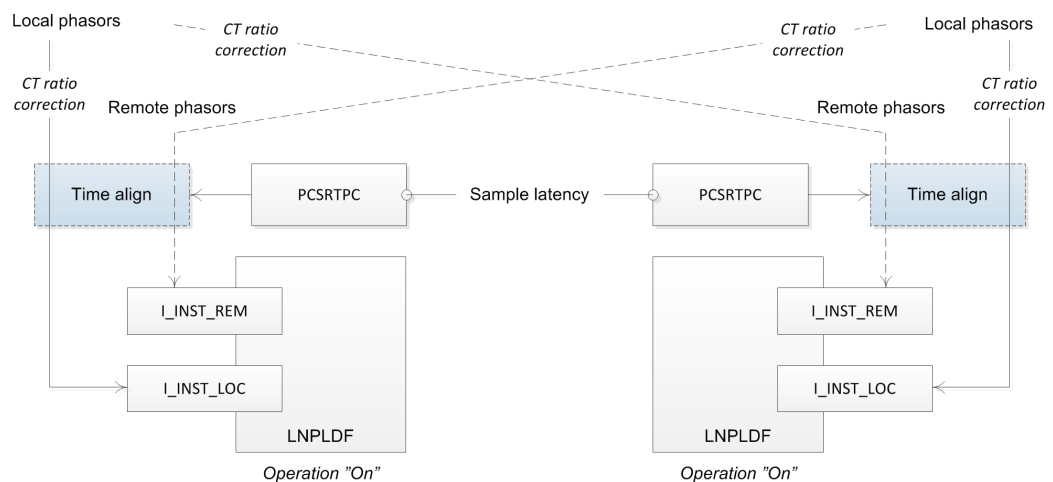 Local phasors
CT ratio
correction
CT ratio
correction
Local phasors
CT ratio
correction
CT ratio
correction
Remote phasors
Remote phasors
Time align
PCSRTPC
Sample latency
PCSRTPC
Time align
I_INST_REM
I_INST_REM
I_INST_LOC
I_INST_LOC
LNPLDF
LNPLDF
Operation ”On”
Operation ”On”